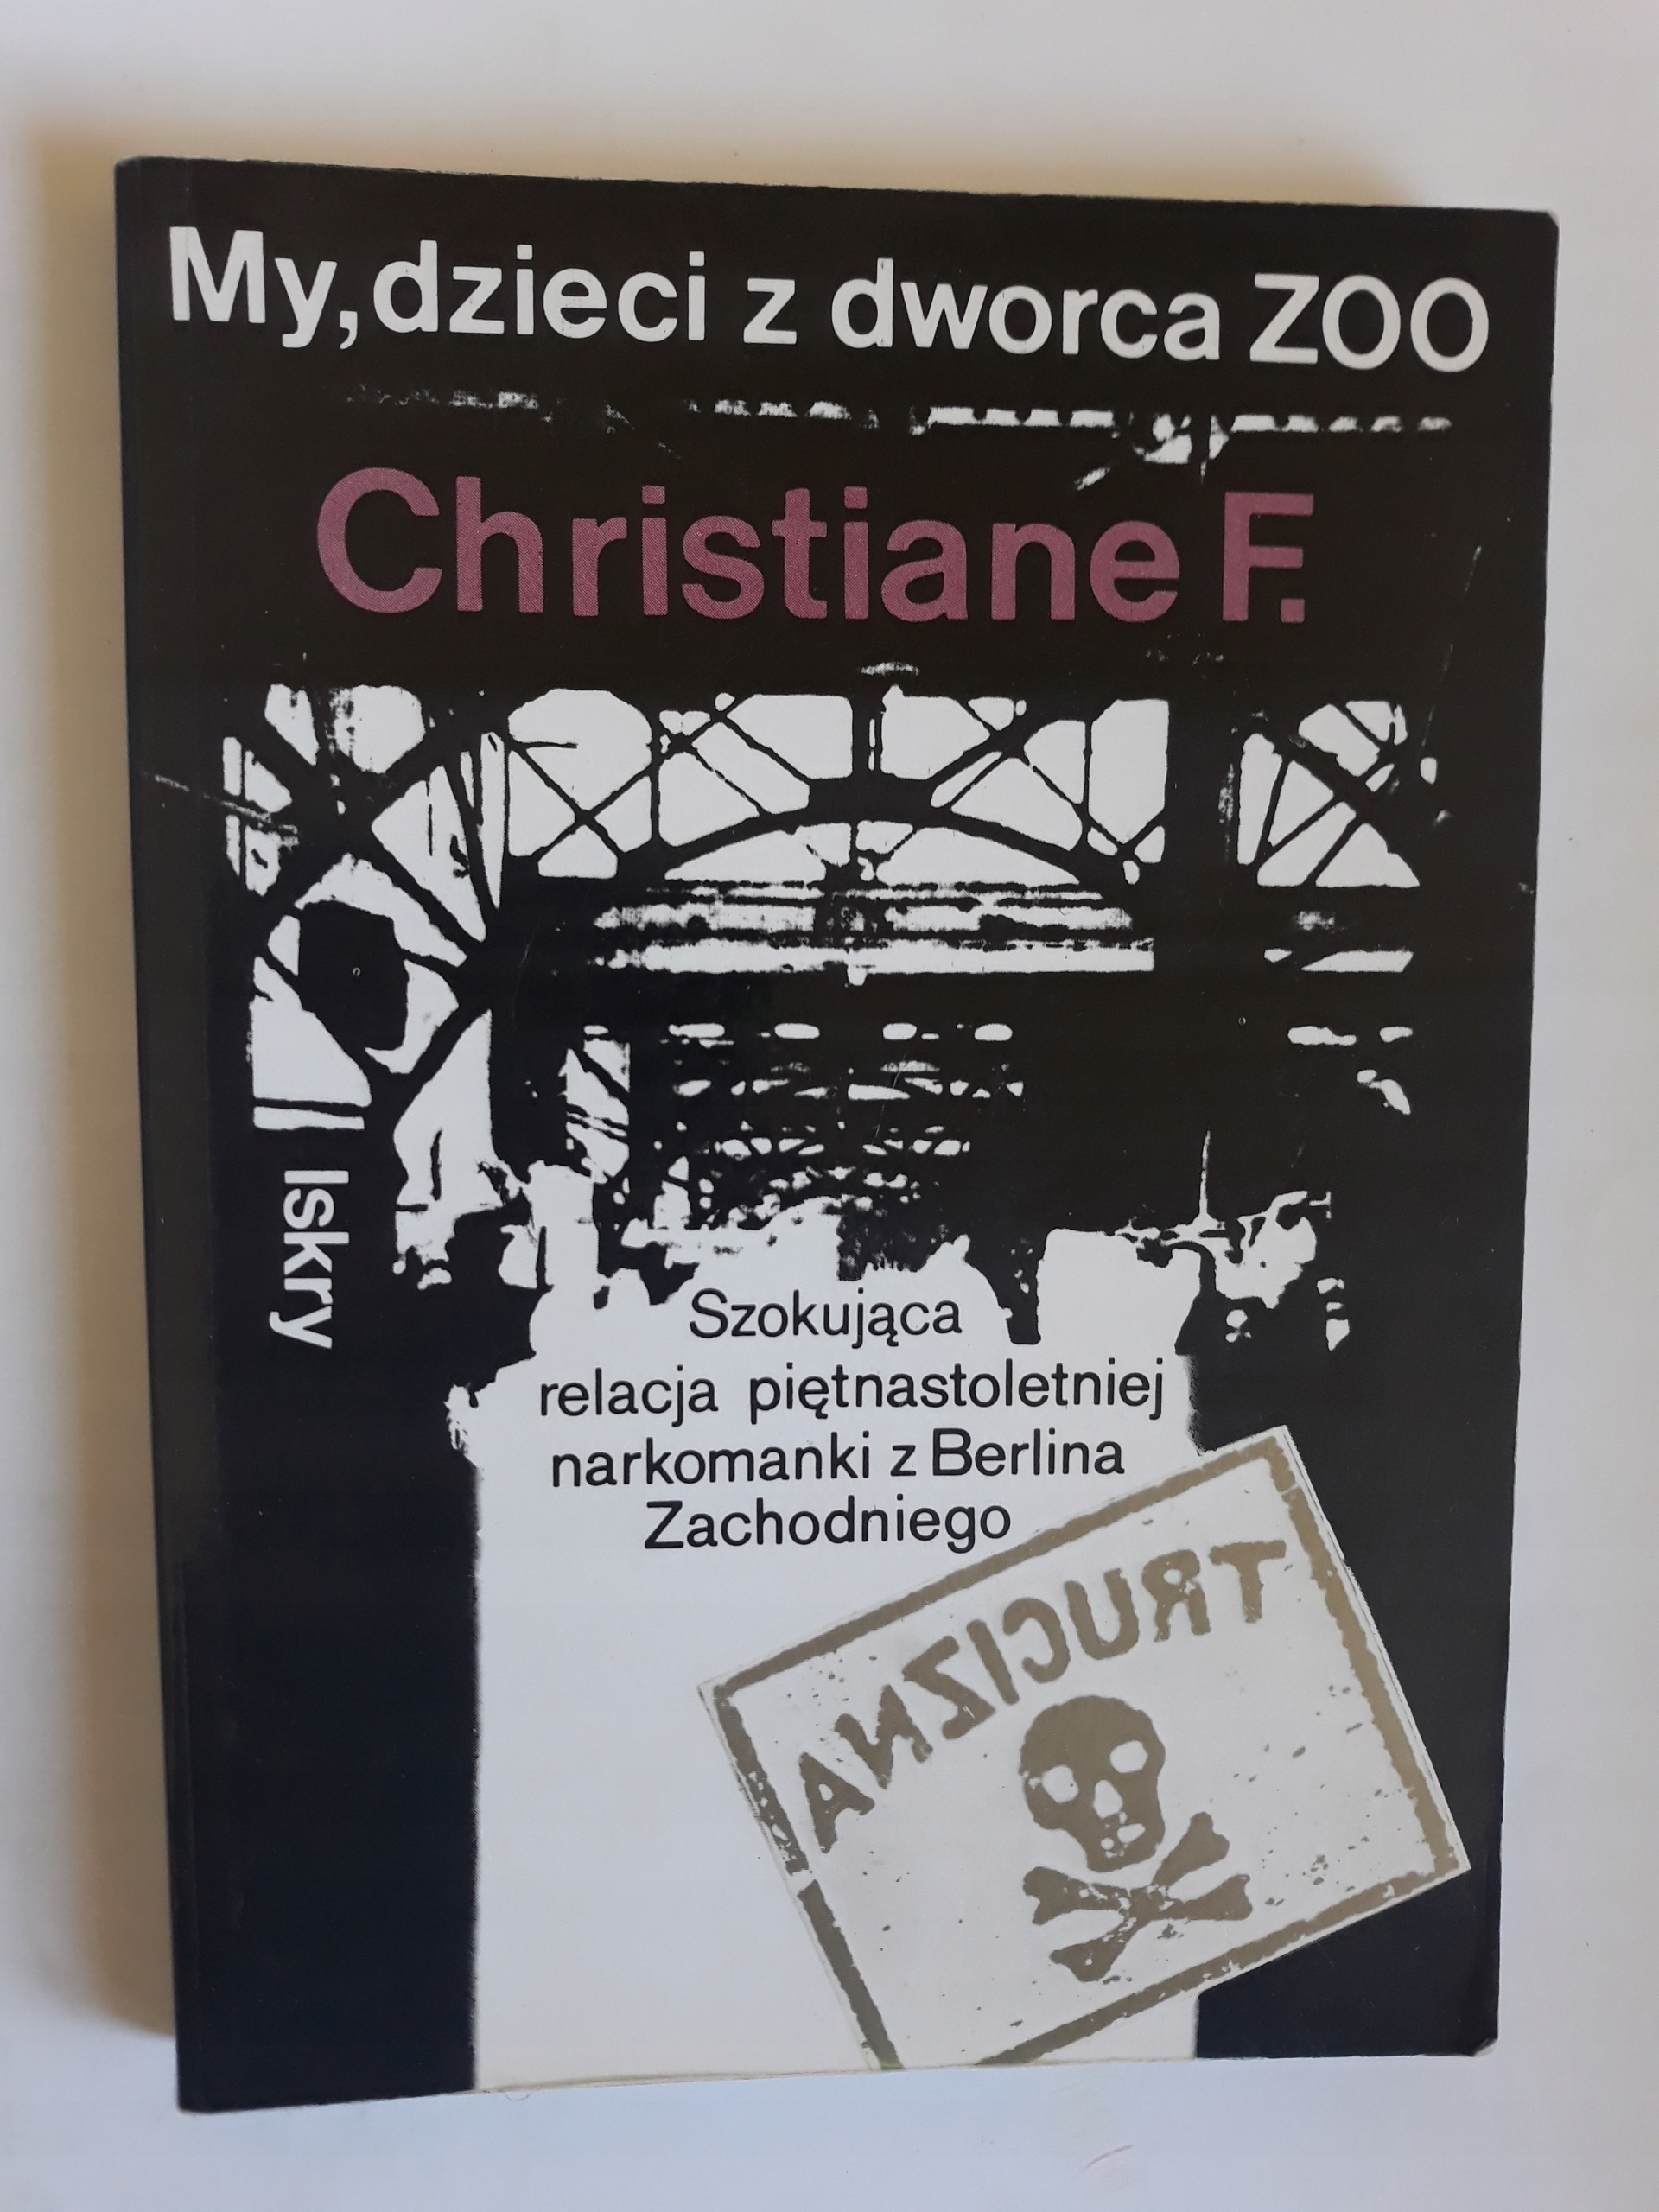 My, dzieci z dworca ZOO
Christiane F.
Iskry
Szokująca
relacja piętnastoletniej
narkomanki z Berlina
Zachodniego
TRUCIZNA